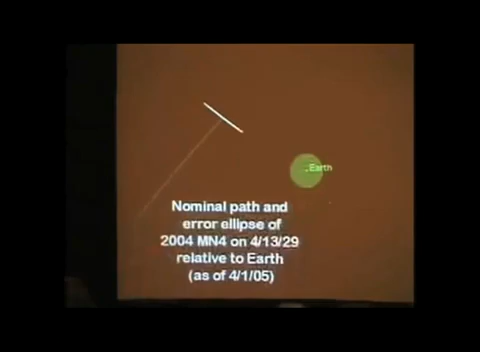 Earth
Nominal path and
error ellipse of
2004 MN4 on 4/13/29
relative to Earth
(as of 4/1/05)